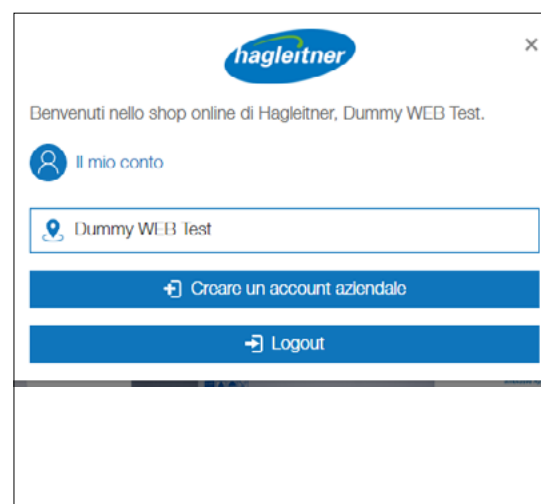 hagleitner
×
Benvenuti nello shop online di Hagleitner, Dummy WEB Test.
Il mio conto
Dummy WEB Test
Creare un account aziendale
Logout